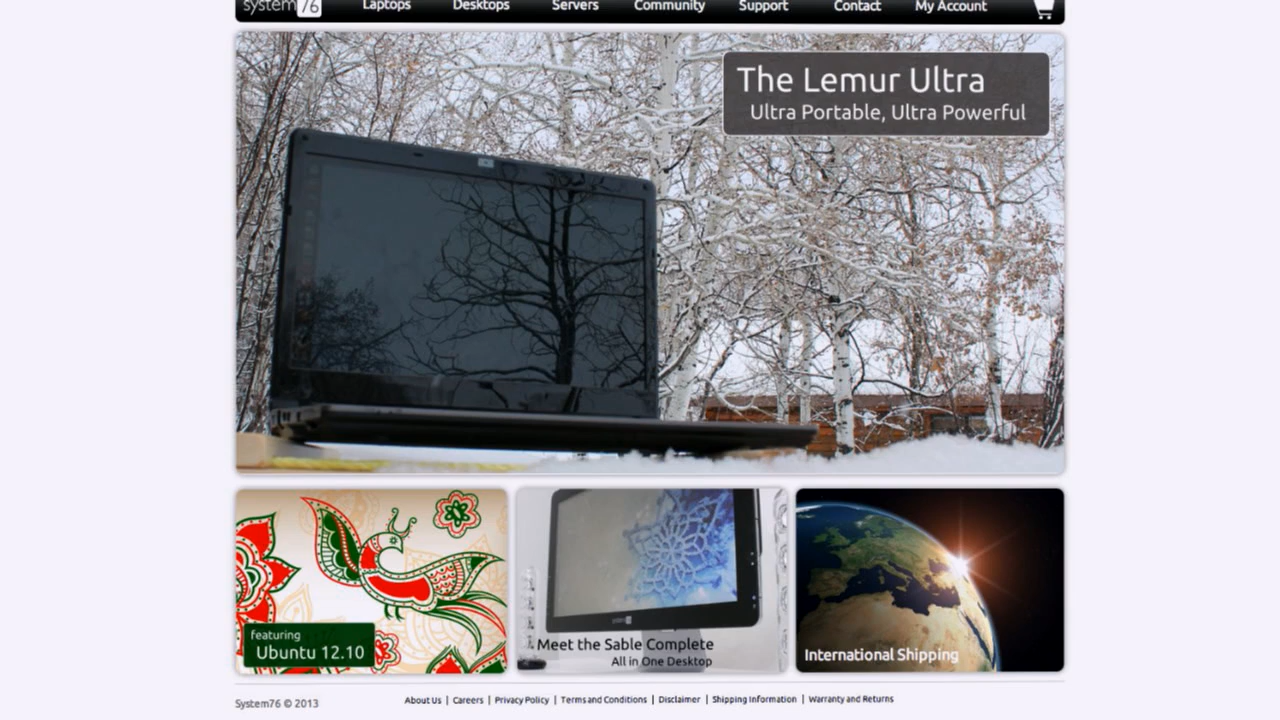 system76 Laptops Desktops Servers Community Support Contact My Account
The Lemur Ultra
Ultra Portable, Ultra Powerful
featuring
Ubuntu 12.10
Meet the Sable Complete
All in One Desktop
International Shipping
System76 © 2013
About Us | Careers | Privacy Policy | Terms and Conditions | Disclaimer | Shipping Information | Warranty and Returns